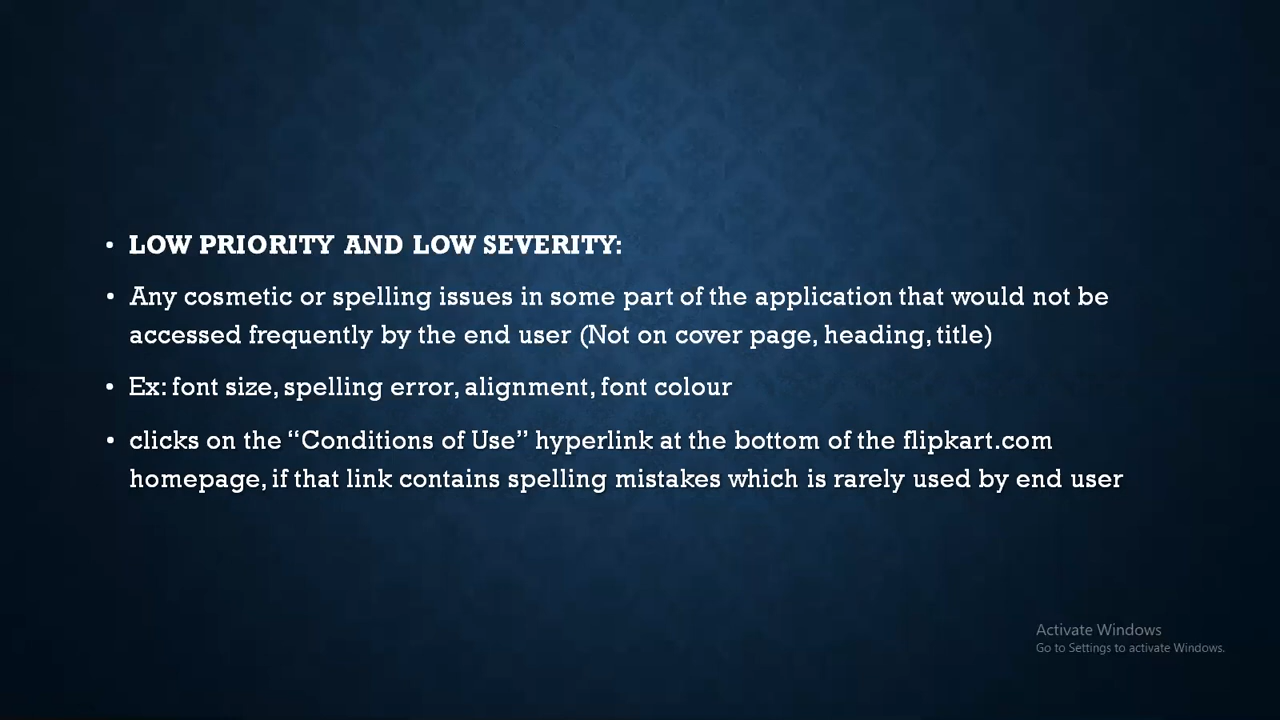 • LOW PRIORITY AND LOW SEVERITY:
• Any cosmetic or spelling issues in some part of the application that would not be
accessed frequently by the end user (Not on cover page, heading, title)
• Ex: font size, spelling error, alignment, font colour
• clicks on the “Conditions of Use” hyperlink at the bottom of the flipkart.com
homepage, if that link contains spelling mistakes which is rarely used by end user
Activate Windows
Go to Settings to activate Windows.